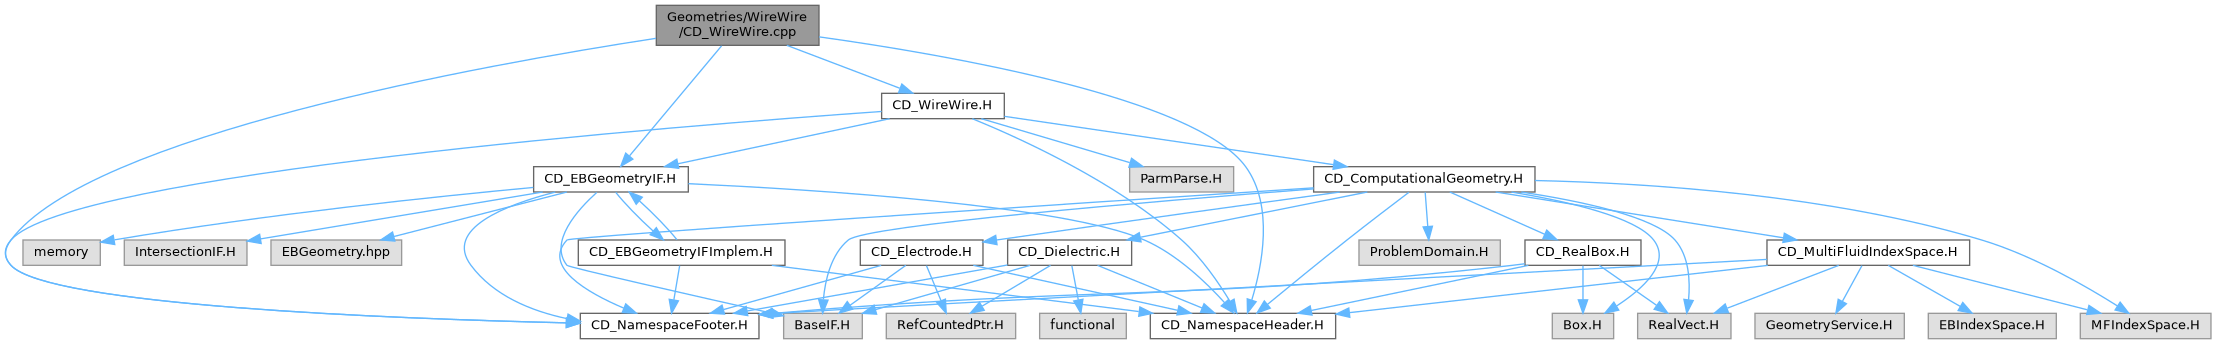 Geometries/WireWire
/CD_WireWire.cpp
CD_WireWire.H
CD_EBGeometryIF.H
ParmParse.H
CD_ComputationalGeometry.H
memory
IntersectionIF.H
EBGeometry.hpp
CD_EBGeometryIFImplem.H
CD_Electrode.H
CD_Dielectric.H
ProblemDomain.H
CD_RealBox.H
CD_MultiFluidIndexSpace.H
CD_NamespaceFooter.H
BaseIF.H
RefCountedPtr.H
functional
CD_NamespaceHeader.H
Box.H
RealVect.H
GeometryService.H
EBIndexSpace.H
MFIndexSpace.H